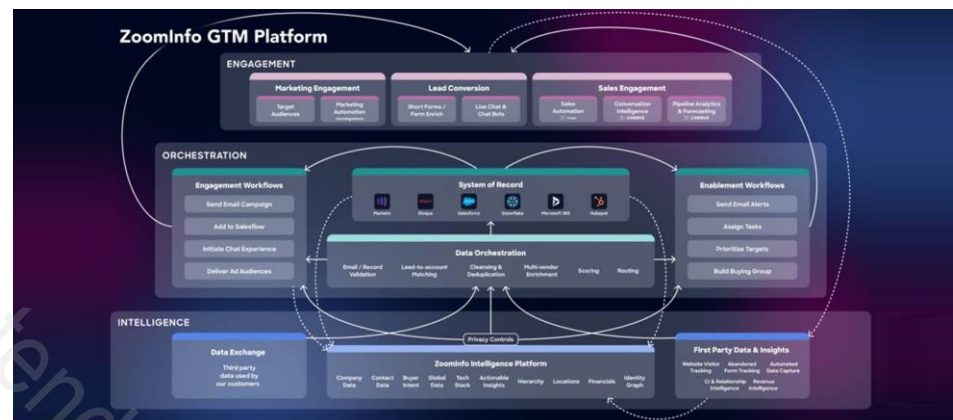 ZoomInfo GTM Platform
ENGAGEMENT
Marketing Engagement
Target
Audiences
Marketing
Automation
Lead Conversion
Short Forms /
Form Enrich
Live Chat &
Chat Bots
Sales Engagement
Sales
Automation
Conversation
Intelligence
CHORUS
Pipeline Analytics
& Forecasting
CHORUS
ORCHESTRATION
Engagement Workflows
Send Email Campaign
Add to Salesflow
Initiate Chat Experience
Deliver Ad Audiences
System of Record
Marketo
Eloqua
Salesforce
Snowflake
Microsoft 365
Hubspot
Data Orchestration
Email / Record
Validation
Lead-to-account
Matching
Cleansing &
Deduplication
Multi-vendor
Enrichment
Scoring
Routing
Enablement Workflows
Send Email Alerts
Assign Tasks
Prioritize Targets
Build Buying Group
INTELLIGENCE
Privacy Controls
Data Exchange
Third party
data used by
our customers
ZoomInfo Intelligence Platform
Company
Data
Contact
Data
Buyer
Intent
Global
Data
Tech
Stack
Actionable
Insights
Hierarchy
Locations
Financials
Identity
Graph
First Party Data & Insights
Website Visitor
Tracking
Abandoned
Form Tracking
Automated
Data Capture
CI & Relationship
Intelligence
Revenue
Intelligence